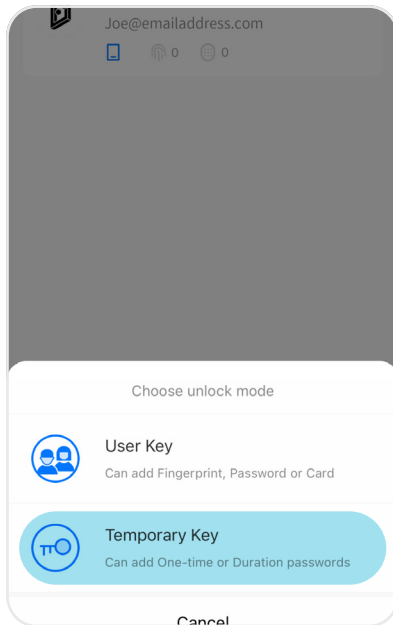 Joe@emailaddress.com
0 0
Choose unlock mode
User Key
Can add Fingerprint, Password or Card
Temporary Key
Can add One-time or Duration passwords
Cancel